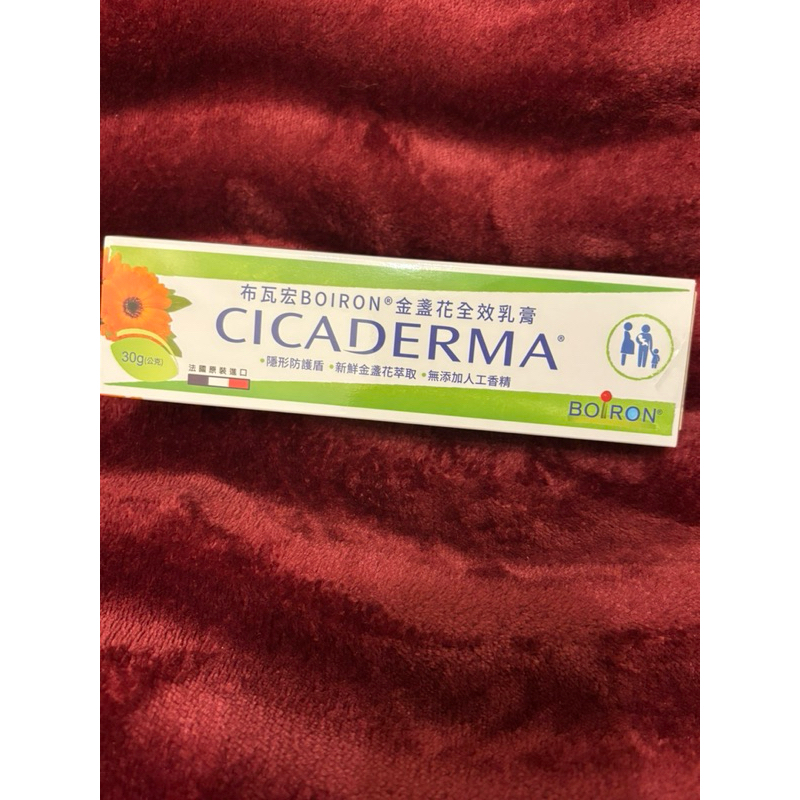 布瓦宏BOIRON®金盞花全效乳膏
CICADERMA®
•隱形防護盾 •新鮮金盞花萃取 •無添加人工香精
30g(公克)
法國原裝進口
BOIRON®